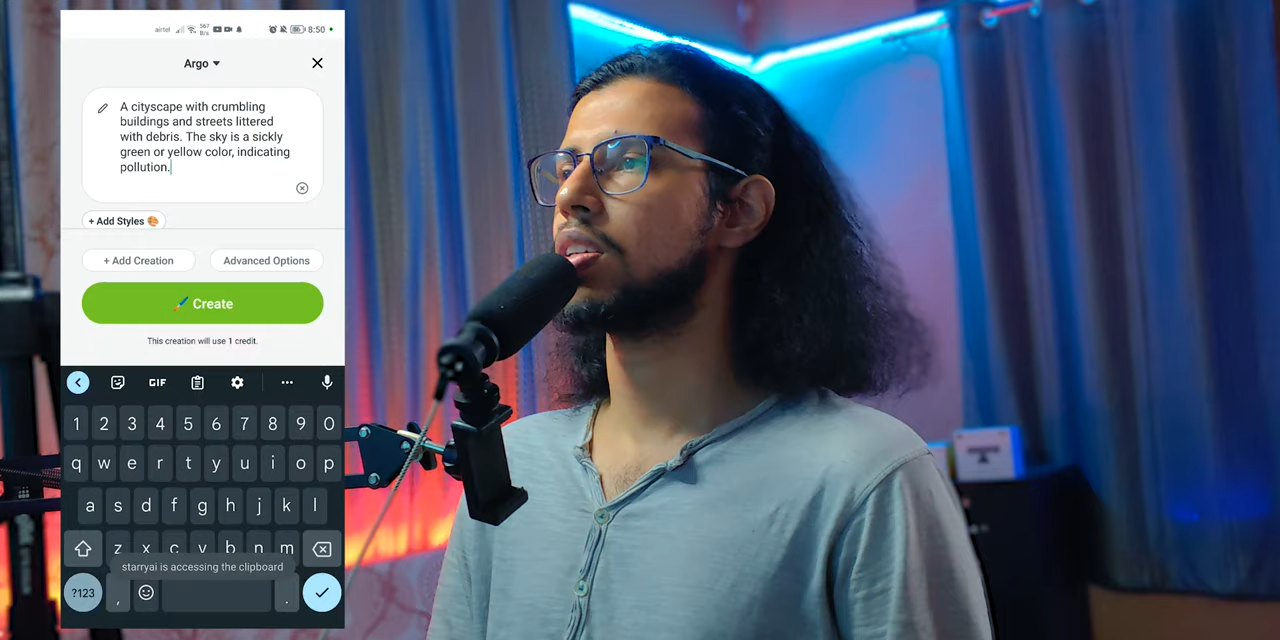 airtel 567 B/s 8:50
Argo
A cityscape with crumbling
buildings and streets littered
with debris. The sky is a sickly
green or yellow color, indicating
pollution.
+ Add Styles
+ Add Creation Advanced Options
Create
This creation will use 1 credit.
GIF
1 2 3 4 5 6 7 8 9 0
q w e r t y u i o p
a s d f g h j k l
z x c v b n m
starryai is accessing the clipboard
?123 , .